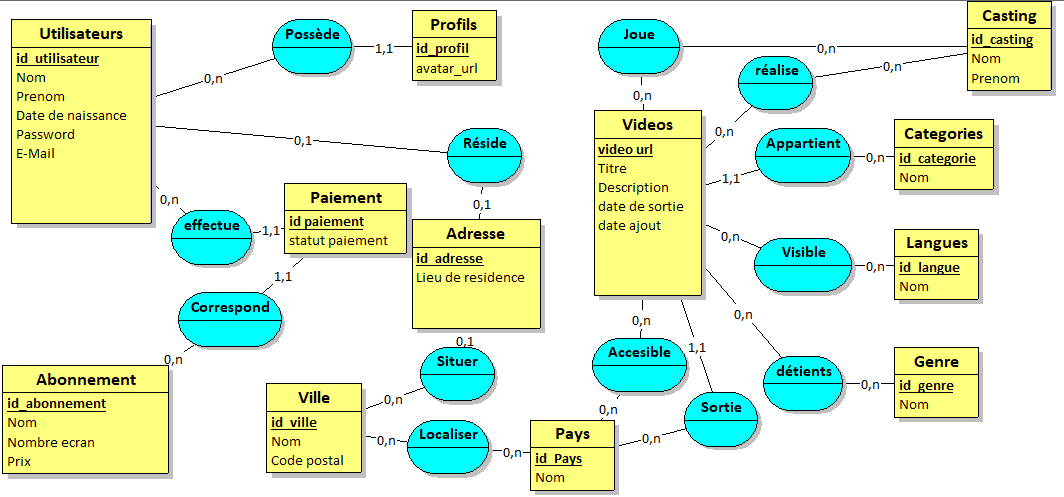 Utilisateurs
id_utilisateur
Nom
Prenom
Date de naissance
Password
E-Mail
Possède
0,n
1,1
Profils
id_profil
avatar_url
0,1
Réside
0,1
0,n
effectue
1,1
Paiement
id paiement
statut paiement
Adresse
id_adresse
Lieu de residence
1,1
Correspond
0,n
Abonnement
id_abonnement
Nom
Nombre ecran
Prix
0,1
Situer
0,n
Ville
id_ville
Nom
Code postal
0,n
Localiser
0,n
Pays
id_Pays
Nom
Joue
0,n
0,n
Casting
id_casting
Nom
Prenom
réalise
0,n
0,n
Videos
video url
Titre
Description
date de sortie
date ajout
Appartient
1,1
0,n
Categories
id_categorie
Nom
0,n
Visible
0,n
Langues
id_langue
Nom
0,n
détients
0,n
Genre
id_genre
Nom
0,n
Accesible
0,n
1,1
Sortie
0,n